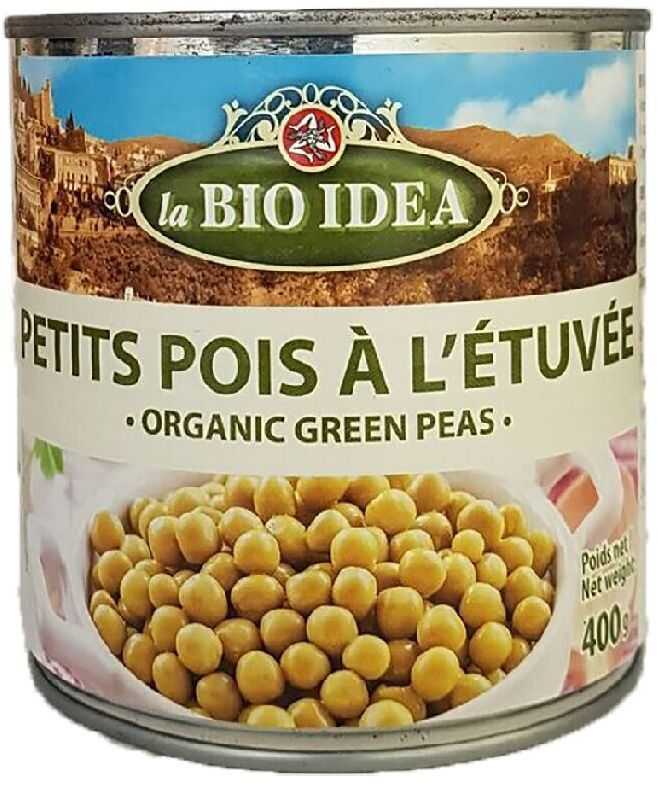 la BIO IDEA
PETITS POIS À L'ÉTUVÉE
• ORGANIC GREEN PEAS •
Poids net
Net weight
400g